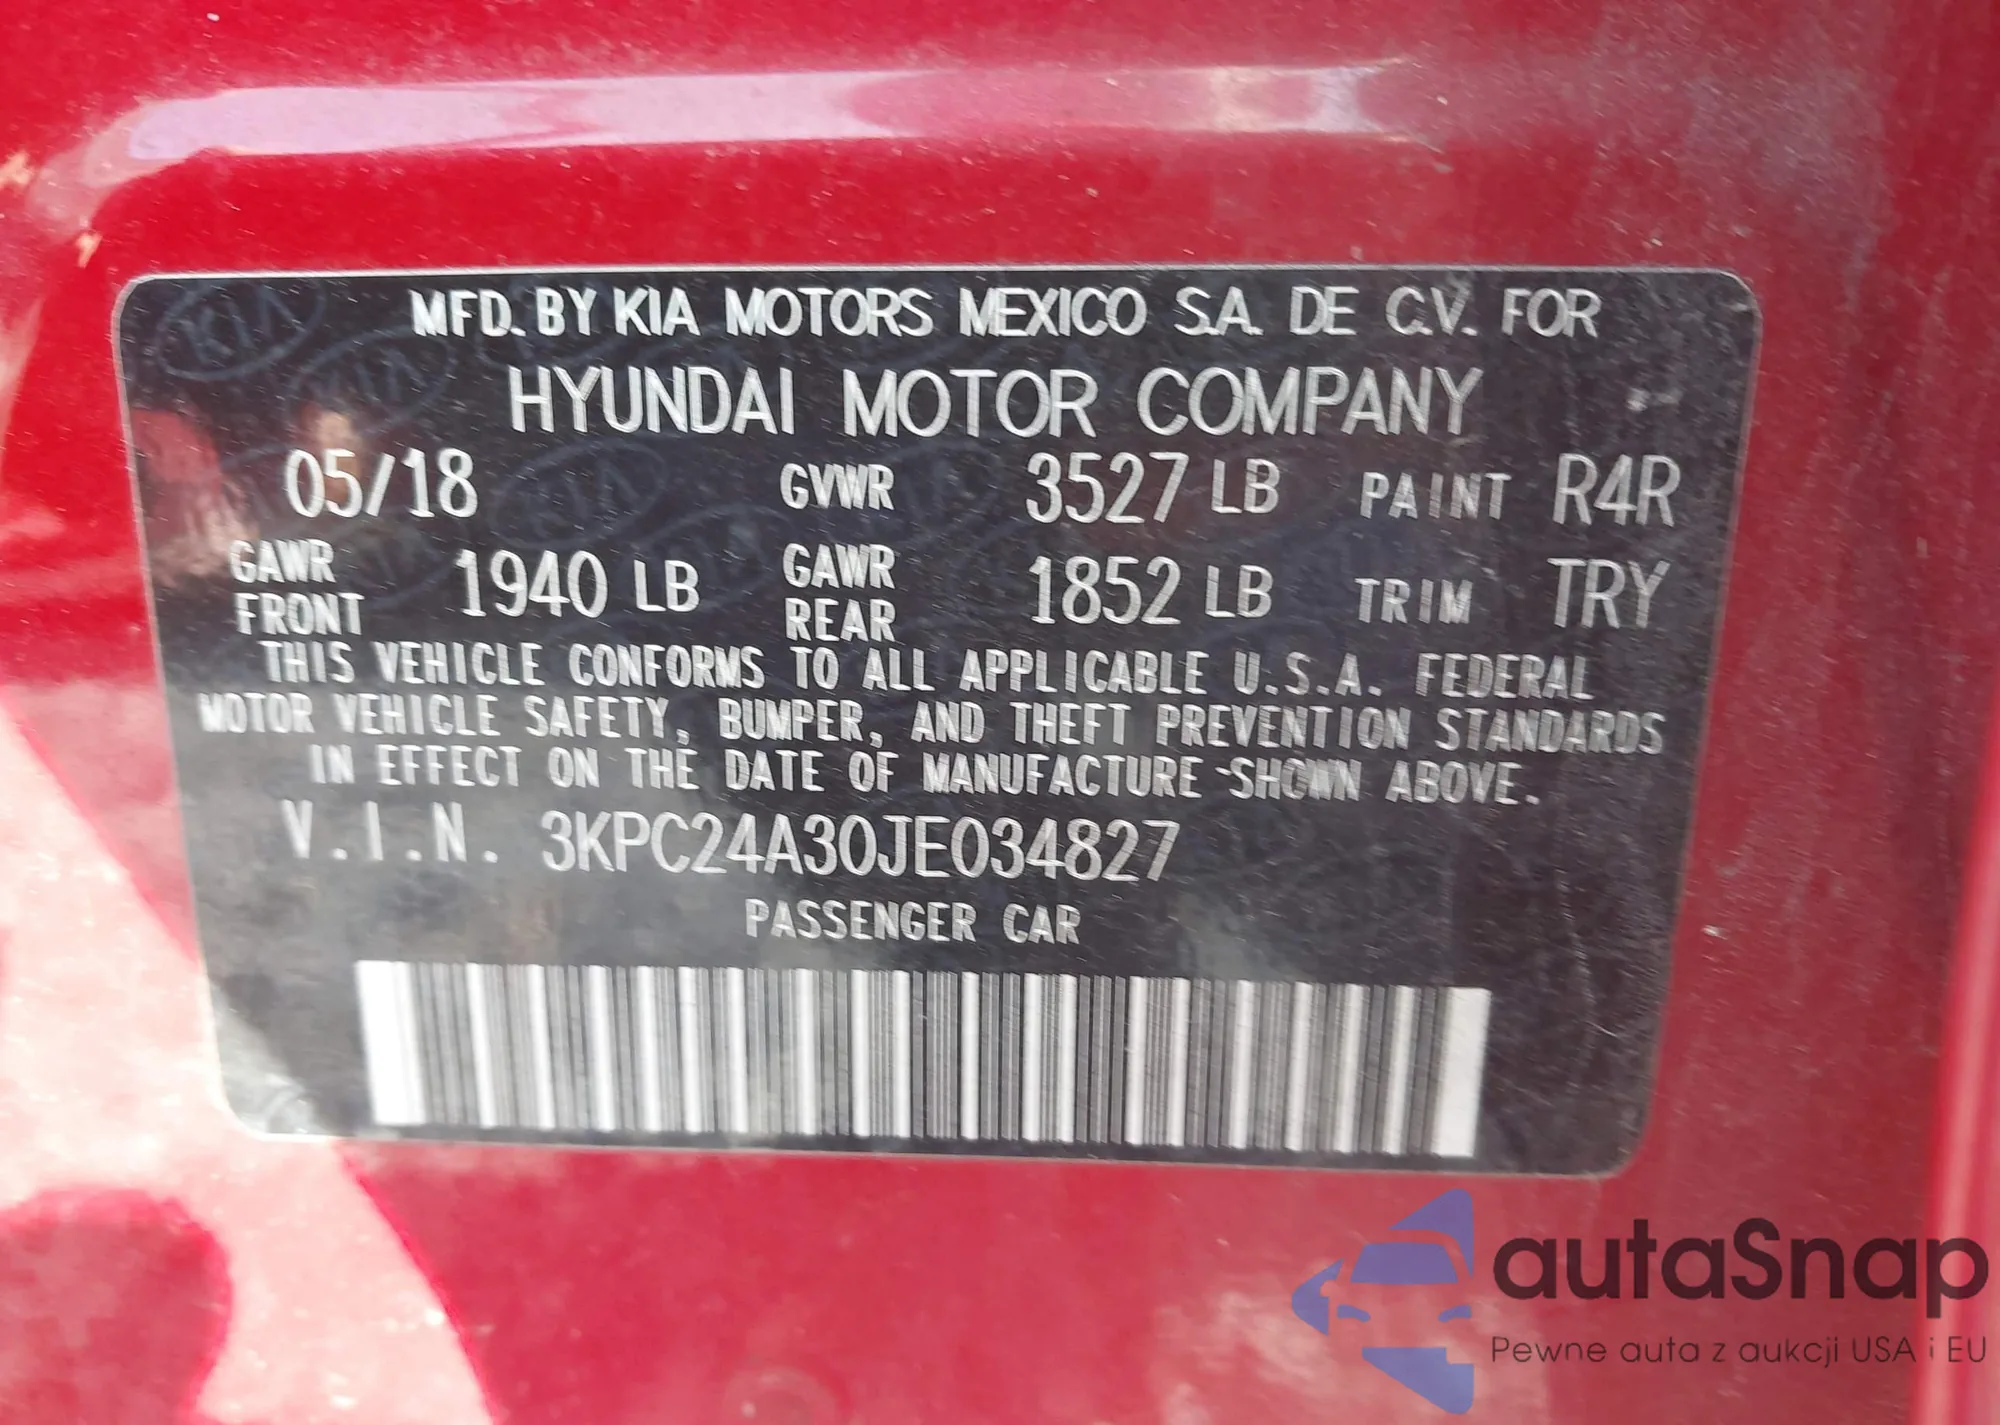 MFD. BY KIA MOTORS MEXICO S.A. DE C.V. FOR
HYUNDAI MOTOR COMPANY
05/18 GVWR 3527 LB PAINT R4R
GAWR FRONT 1940 LB GAWR REAR 1852 LB TRIM TRY
THIS VEHICLE CONFORMS TO ALL APPLICABLE U.S.A. FEDERAL
MOTOR VEHICLE SAFETY, BUMPER, AND THEFT PREVENTION STANDARDS
IN EFFECT ON THE DATE OF MANUFACTURE SHOWN ABOVE.
V.I.N. 3KPC24A30JE034827
PASSENGER CAR
autaSnap
Pewne auta z aukcji USA i EU